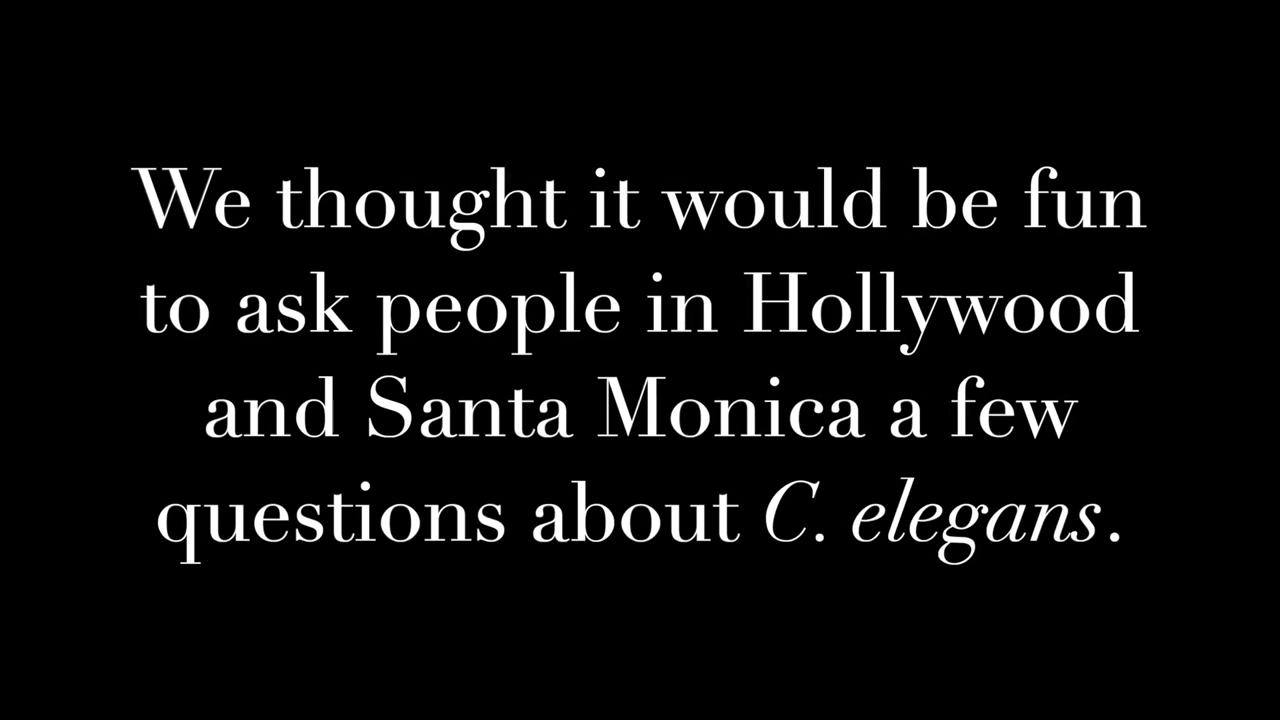 We thought it would be fun
to ask people in Hollywood
and Santa Monica a few
questions about C. elegans.